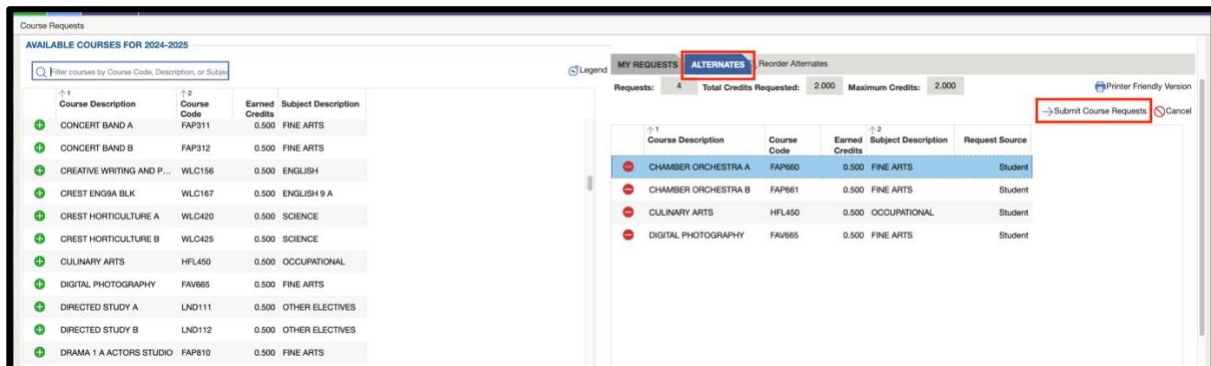 Course Requests
AVAILABLE COURSES FOR 2024-2025
Filter courses by Course Code, Description, or Subjec
Legend
1 2
Course Description Course Code Earned Credits Subject Description
CONCERT BAND A FAP311 0.500 FINE ARTS
CONCERT BAND B FAP312 0.500 FINE ARTS
CREATIVE WRITING AND P... WLC156 0.500 ENGLISH
CREST ENG9A BLK WLC167 0.500 ENGLISH 9 A
CREST HORTICULTURE A WLC420 0.500 SCIENCE
CREST HORTICULTURE B WLC425 0.500 SCIENCE
CULINARY ARTS HFL450 0.500 OCCUPATIONAL
DIGITAL PHOTOGRAPHY FAV665 0.500 FINE ARTS
DIRECTED STUDY A LND111 0.500 OTHER ELECTIVES
DIRECTED STUDY B LND112 0.500 OTHER ELECTIVES
DRAMA 1 A ACTORS STUDIO FAP810 0.500 FINE ARTS
MY REQUESTS ALTERNATES Reorder Alternates
Requests: 4 Total Credits Requested: 2.000 Maximum Credits: 2.000 Printer Friendly Version
Submit Course Requests Cancel
1 2
Course Description Course Code Earned Credits Subject Description Request Source
CHAMBER ORCHESTRA A FAP660 0.500 FINE ARTS Student
CHAMBER ORCHESTRA B FAP661 0.500 FINE ARTS Student
CULINARY ARTS HFL450 0.500 OCCUPATIONAL Student
DIGITAL PHOTOGRAPHY FAV665 0.500 FINE ARTS Student